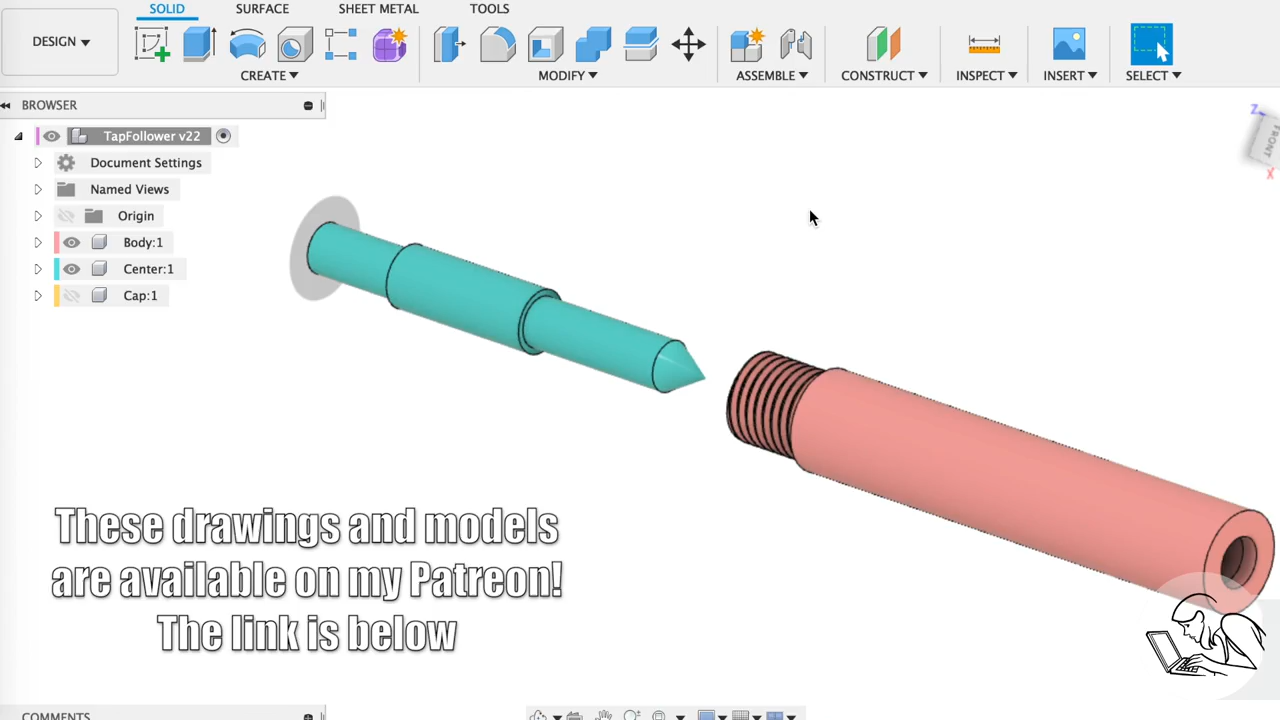 SOLID SURFACE SHEET METAL TOOLS
DESIGN
CREATE MODIFY ASSEMBLE CONSTRUCT INSPECT INSERT SELECT
BROWSER
TapFollower v22
Document Settings
Named Views
Origin
Body:1
Center:1
Cap:1
Z
FRONT
X
These drawings and models
are available on my Patreon!
The link is below
COMMENTS